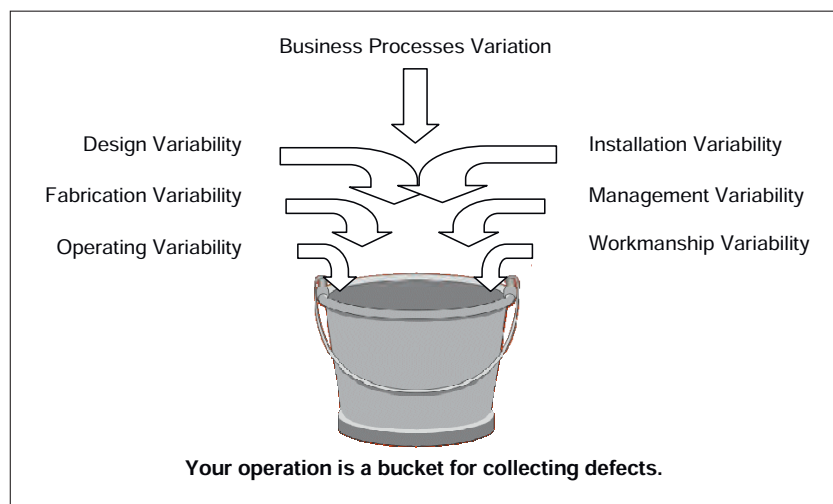 Business Processes Variation
Design Variability
Installation Variability
Fabrication Variability
Management Variability
Operating Variability
Workmanship Variability
Your operation is a bucket for collecting defects.